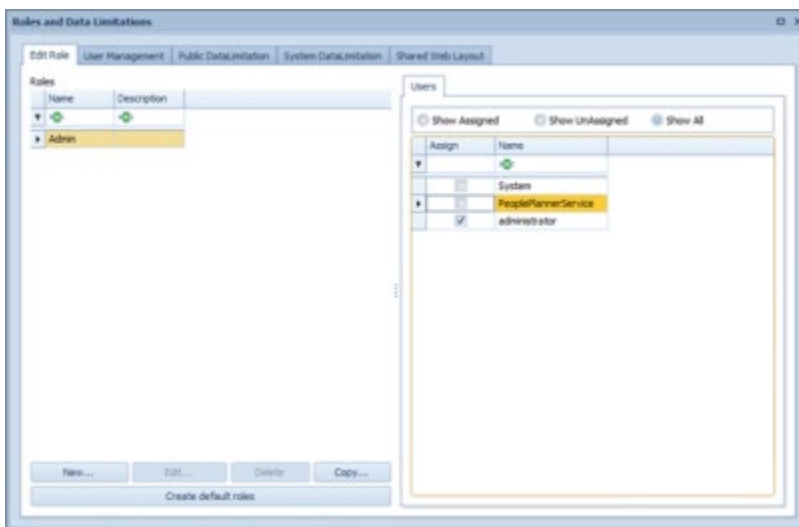 Roles and Data Limitations
Edit Role User Management Public DataLimitation System DataLimitation Shared Web Layout
Roles
Name Description
Admin
New... Edit... Delete Copy...
Create default roles
Users
Show Assigned Show UnAssigned Show All
Assign Name
System
PeoplePlannerService
administrator